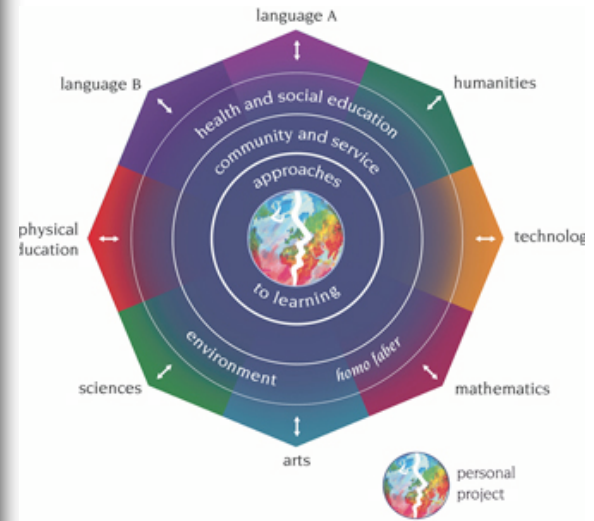 language A
language B
humanities
health and social education
community and service
approaches
to learning
physical
ducation
technolog
environment
homo faber
sciences
mathematics
arts
personal
project